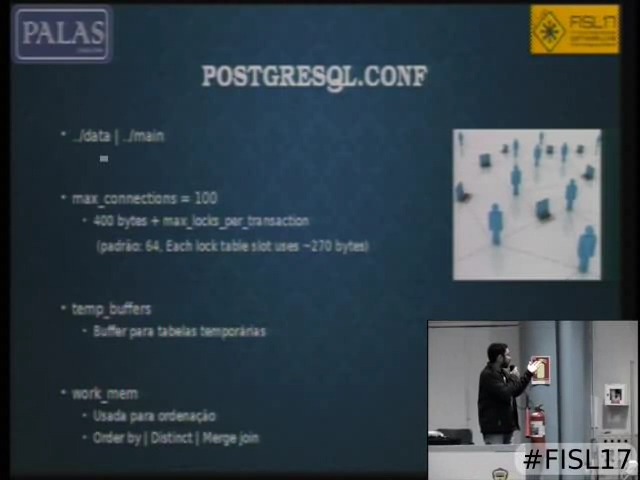 PALAS
FISL17
POSTGRESQL.CONF
• ../data | ../main
• max_connections = 100
• 400 bytes + max_locks_per_transaction
(padrão: 64, Each lock table slot uses ~270 bytes)
• temp_buffers
• Buffer para tabelas temporárias
• work_mem
• Usada para ordenação
• Order by | Distinct | Merge join
#FISL17